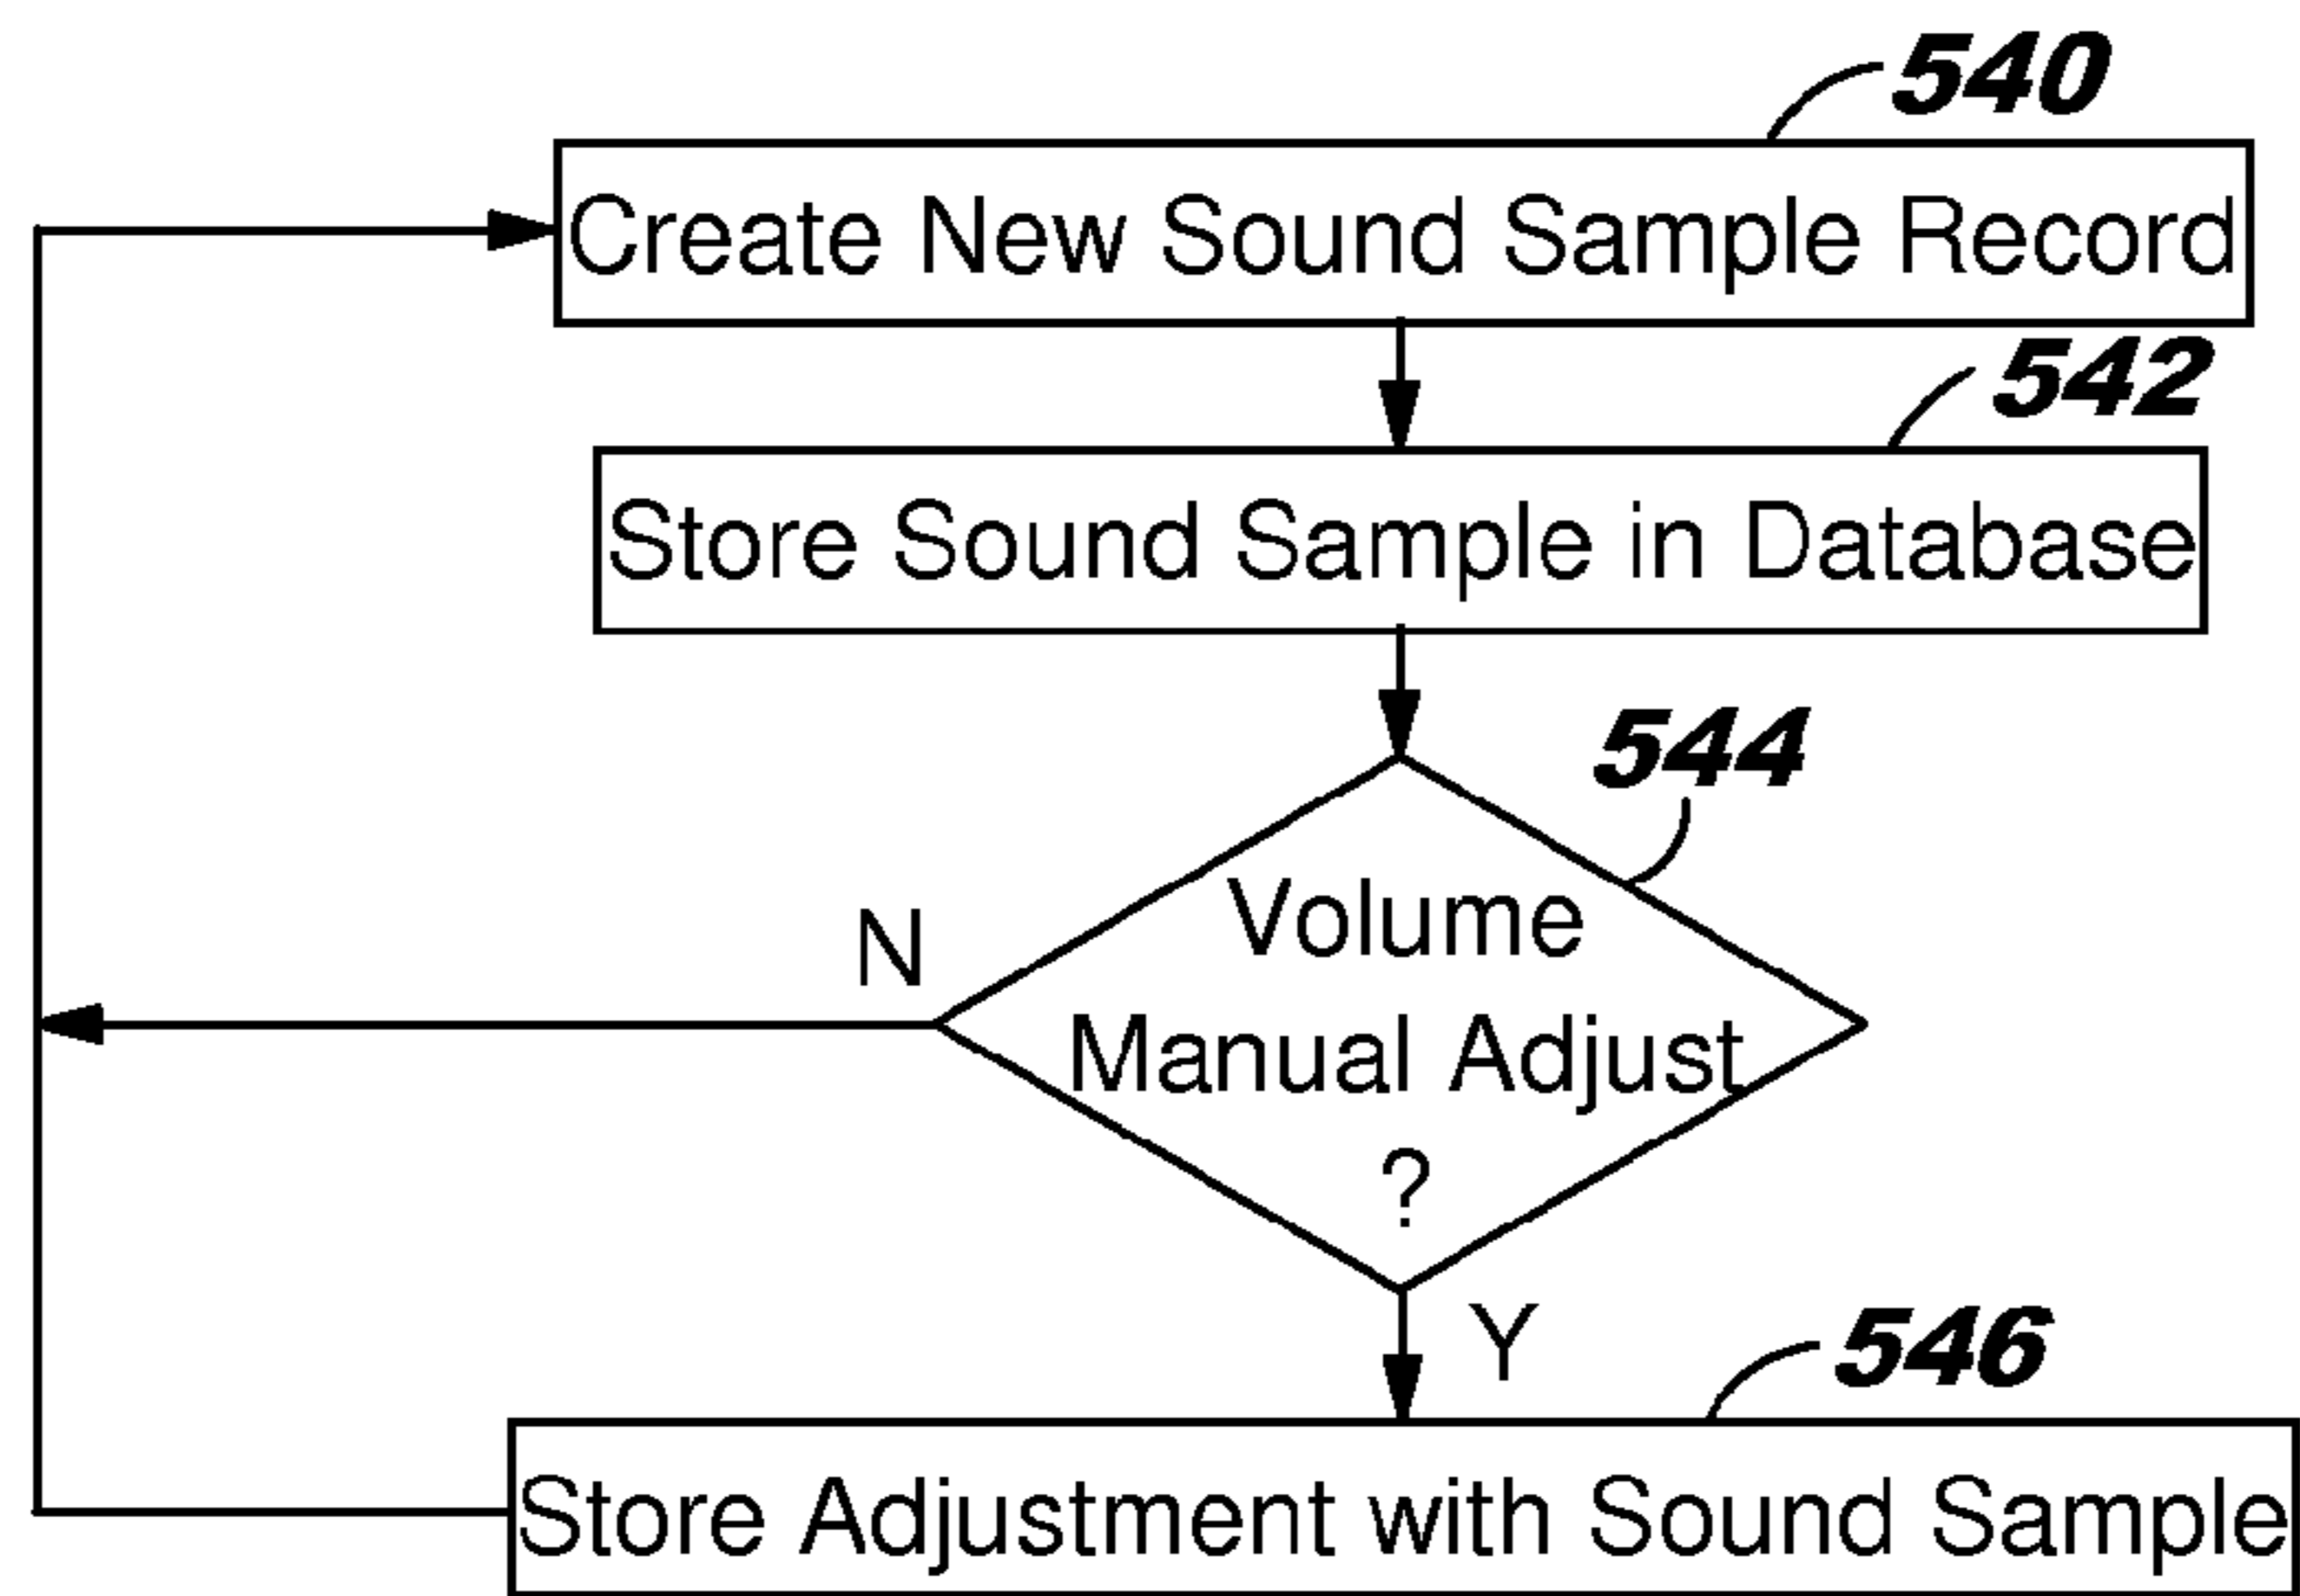 540
Create New Sound Sample Record
542
Store Sound Sample in Database
544
Volume
Manual Adjust
?
N
Y
546
Store Adjustment with Sound Sample